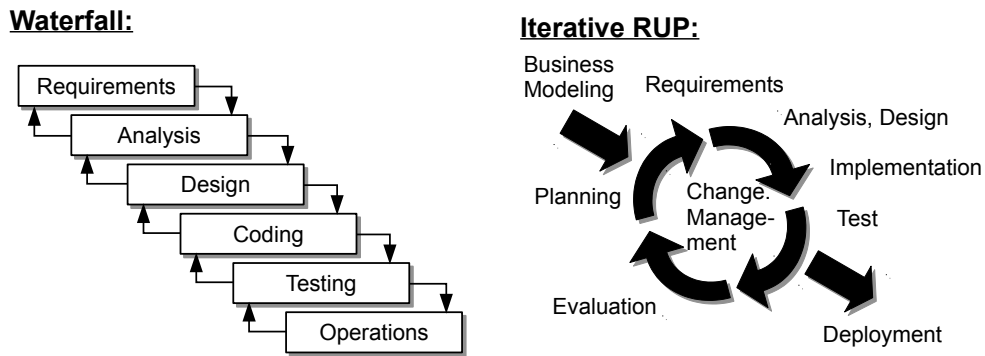 Waterfall:
Requirements
Analysis
Design
Coding
Testing
Operations
Iterative RUP:
Business
Modeling
Requirements
Analysis, Design
Implementation
Planning
Change.
Manage-
ment
Test
Evaluation
Deployment